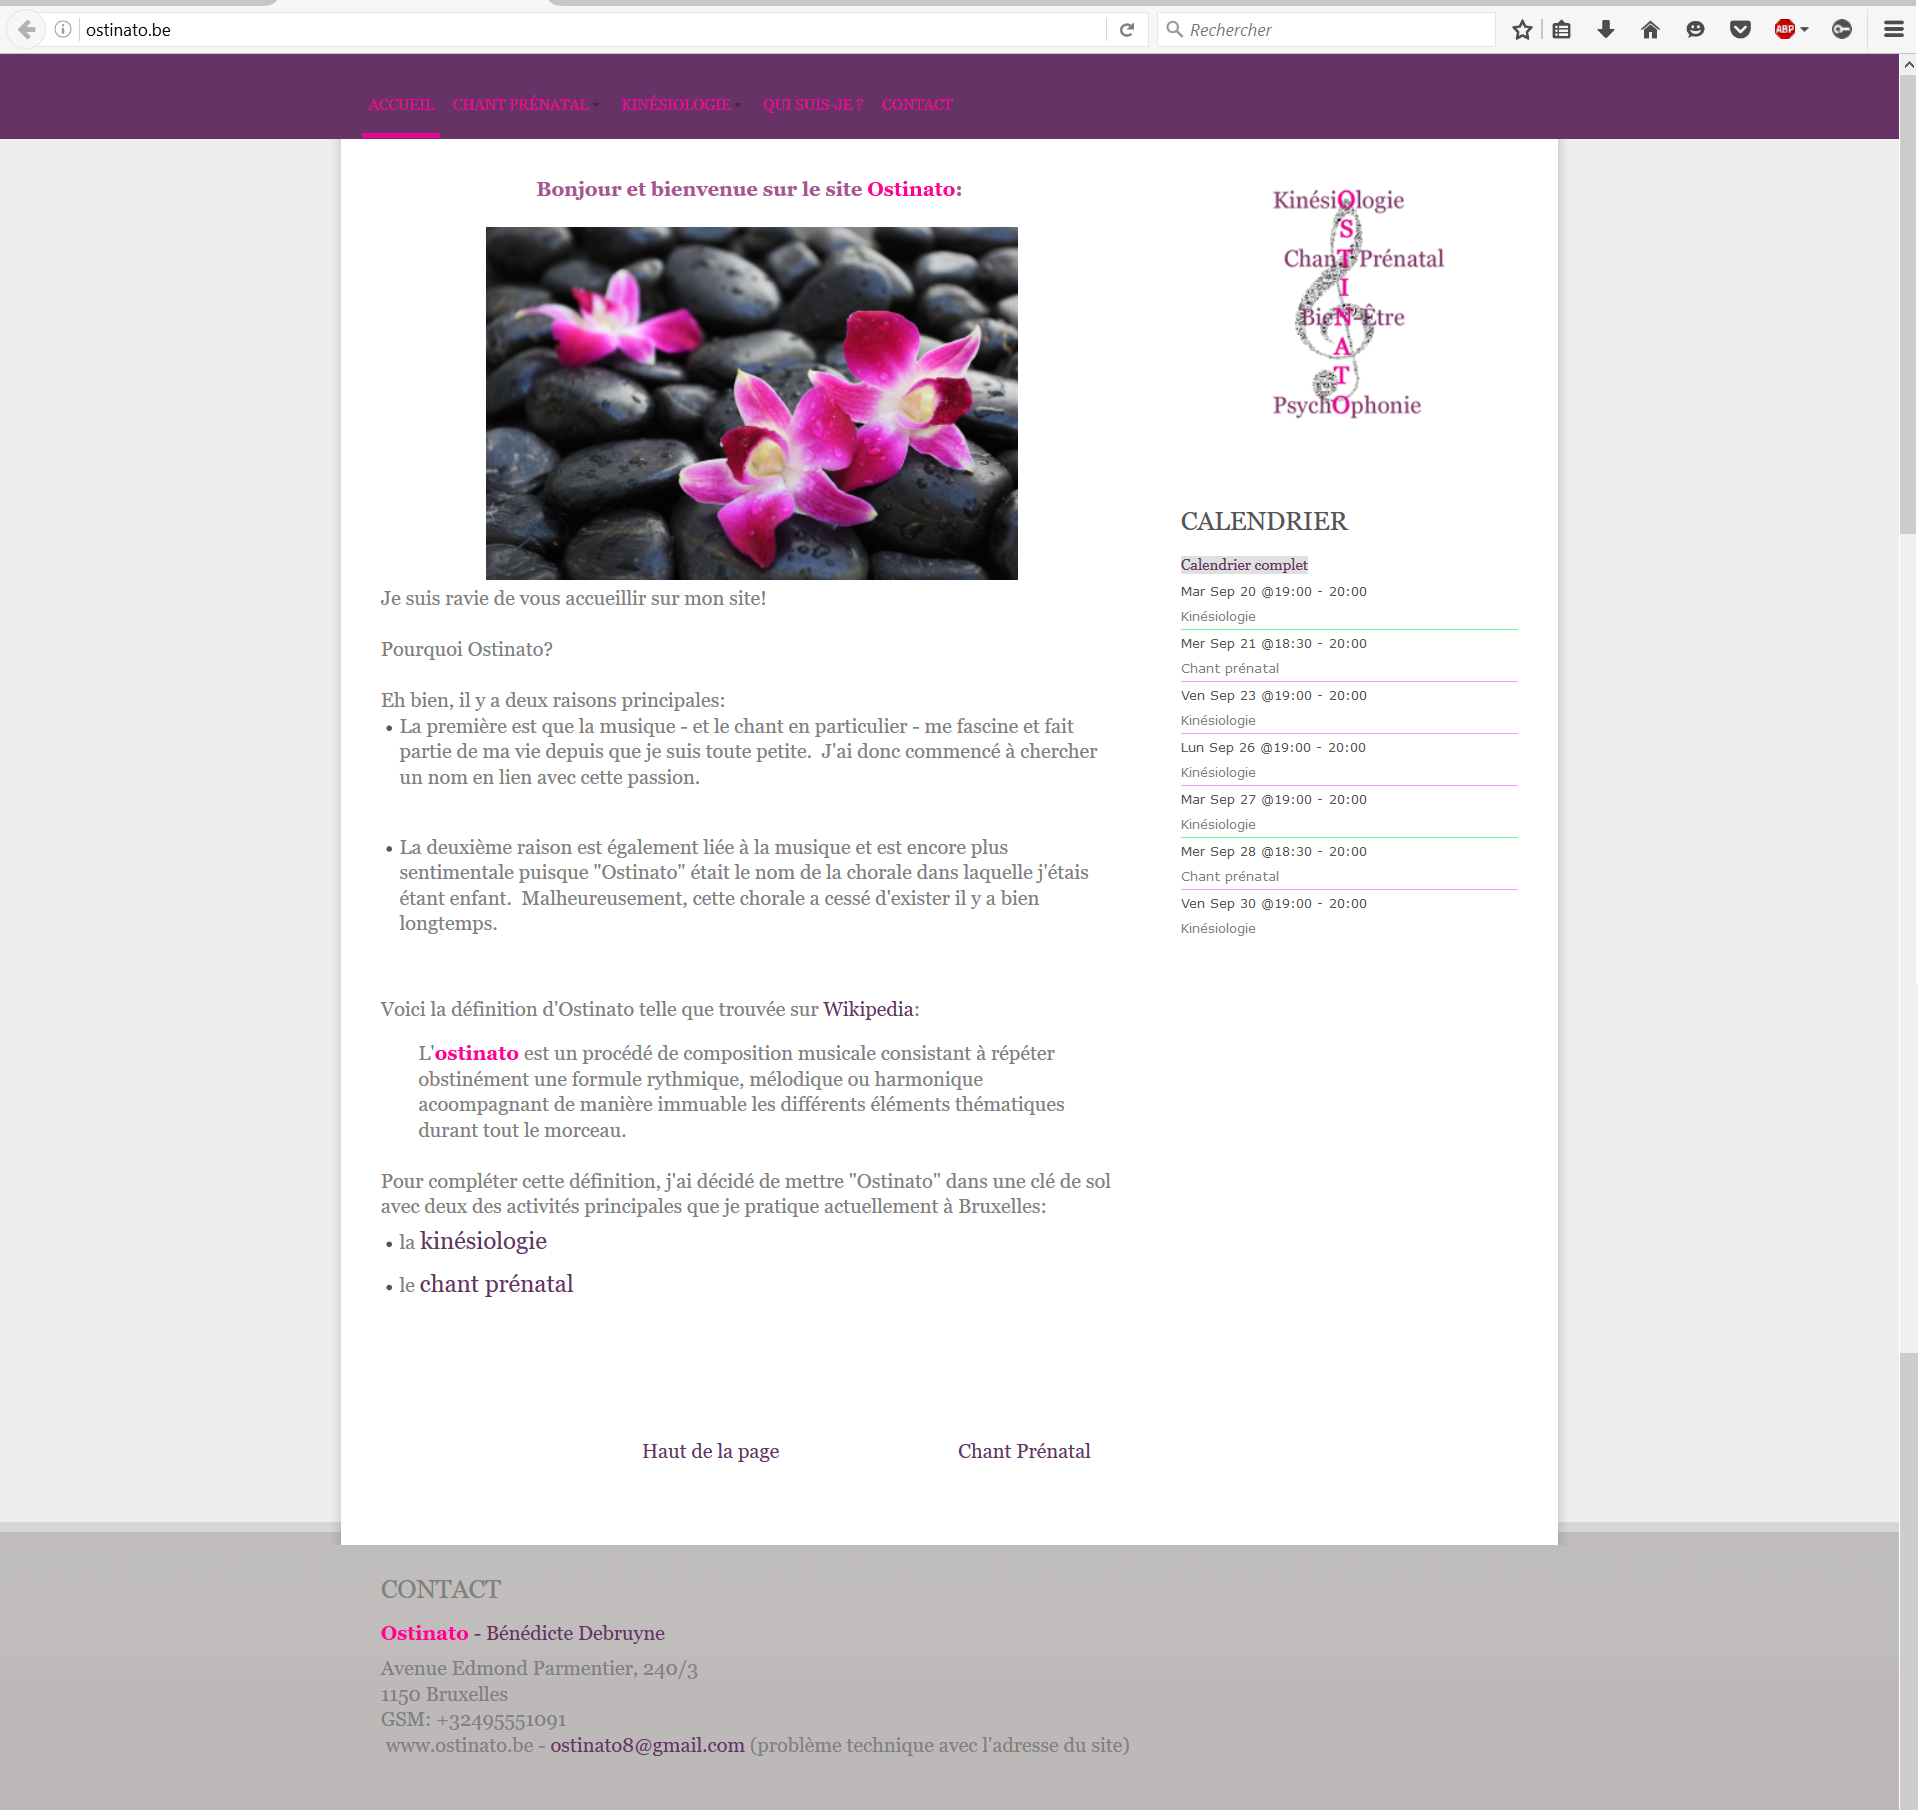 ostinato.be
Rechercher
ABP
ACCUEIL CHANT PRÉNATAL KINÉSIOLOGIE QUI SUIS-JE ? CONTACT
Bonjour et bienvenue sur le site Ostinato:
Je suis ravie de vous accueillir sur mon site!
Pourquoi Ostinato?
Eh bien, il y a deux raisons principales:
• La première est que la musique - et le chant en particulier - me fascine et fait
partie de ma vie depuis que je suis toute petite. J'ai donc commencé à chercher
un nom en lien avec cette passion.
• La deuxième raison est également liée à la musique et est encore plus
sentimentale puisque "Ostinato" était le nom de la chorale dans laquelle j'étais
étant enfant. Malheureusement, cette chorale a cessé d'exister il y a bien
longtemps.
Voici la définition d'Ostinato telle que trouvée sur Wikipedia:
L'ostinato est un procédé de composition musicale consistant à répéter
obstinément une formule rythmique, mélodique ou harmonique
acoompagnant de manière immuable les différents éléments thématiques
durant tout le morceau.
Pour compléter cette définition, j'ai décidé de mettre "Ostinato" dans une clé de sol
avec deux des activités principales que je pratique actuellement à Bruxelles:
• la kinésiologie
• le chant prénatal
Haut de la page
Chant Prénatal
KinésiOlogie
S
ChanT Prénatal
I
BieN-Être
A
T
PsychOphonie
CALENDRIER
Calendrier complet
Mar Sep 20 @19:00 - 20:00
Kinésiologie
Mer Sep 21 @18:30 - 20:00
Chant prénatal
Ven Sep 23 @19:00 - 20:00
Kinésiologie
Lun Sep 26 @19:00 - 20:00
Kinésiologie
Mar Sep 27 @19:00 - 20:00
Kinésiologie
Mer Sep 28 @18:30 - 20:00
Chant prénatal
Ven Sep 30 @19:00 - 20:00
Kinésiologie
CONTACT
Ostinato - Bénédicte Debruyne
Avenue Edmond Parmentier, 240/3
1150 Bruxelles
GSM: +32495551091
www.ostinato.be - ostinato8@gmail.com (problème technique avec l'adresse du site)